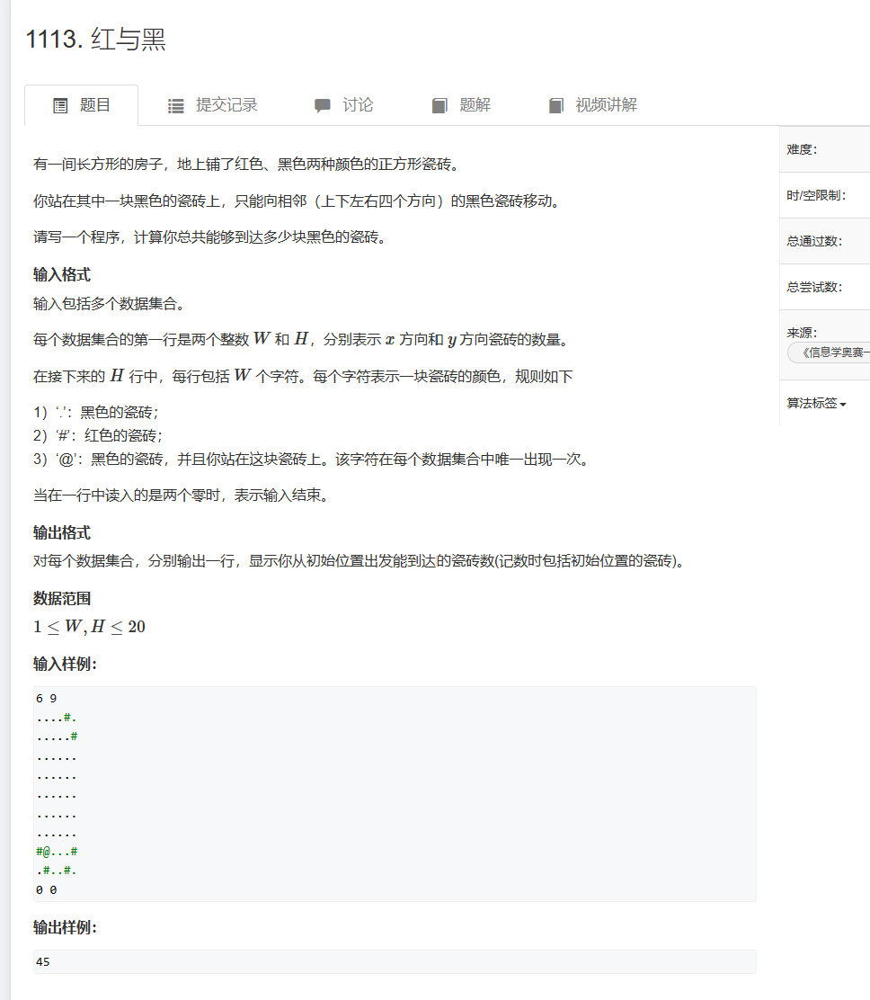 1113. 红与黑
题目 提交记录 讨论 题解 视频讲解
有一间长方形的房子，地上铺了红色、黑色两种颜色的正方形瓷砖。
你站在其中一块黑色的瓷砖上，只能向相邻（上下左右四个方向）的黑色瓷砖移动。
请写一个程序，计算你总共能够到达多少块黑色的瓷砖。
输入格式
输入包括多个数据集合。
每个数据集合的第一行是两个整数 W 和 H，分别表示 x 方向和 y 方向瓷砖的数量。
在接下来的 H 行中，每行包括 W 个字符。每个字符表示一块瓷砖的颜色，规则如下
1）‘.’：黑色的瓷砖；
2）‘#’：红色的瓷砖；
3）‘@’：黑色的瓷砖，并且你站在这块瓷砖上。该字符在每个数据集合中唯一出现一次。
当在一行中读入的是两个零时，表示输入结束。
输出格式
对每个数据集合，分别输出一行，显示你从初始位置出发能到达的瓷砖数(记数时包括初始位置的瓷砖)。
数据范围
1 ≤ W, H ≤ 20
输入样例：
6 9
....#.
.....#
......
......
......
......
......
#@...#
.#..#.
0 0
输出样例：
45
难度：
时/空限制：
总通过数：
总尝试数：
来源：
《信息学奥赛一
算法标签